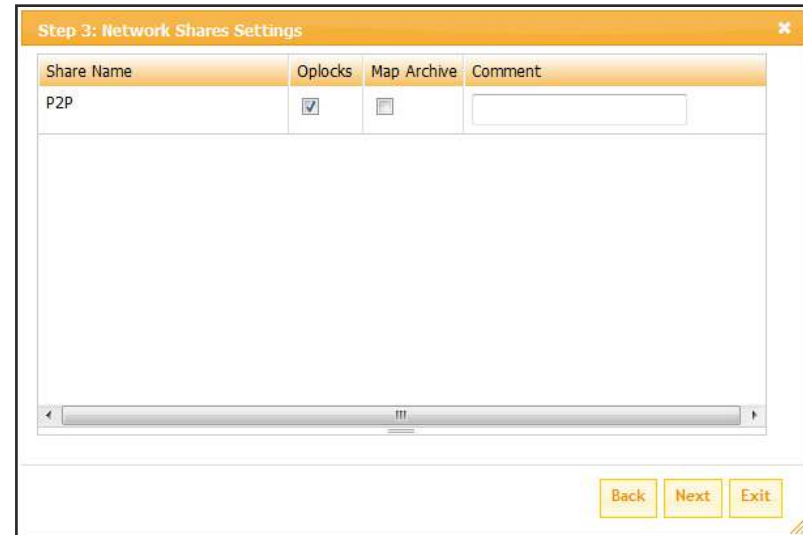 Step 3: Network Shares Settings
Share Name Oplocks Map Archive Comment
P2P
Back Next Exit